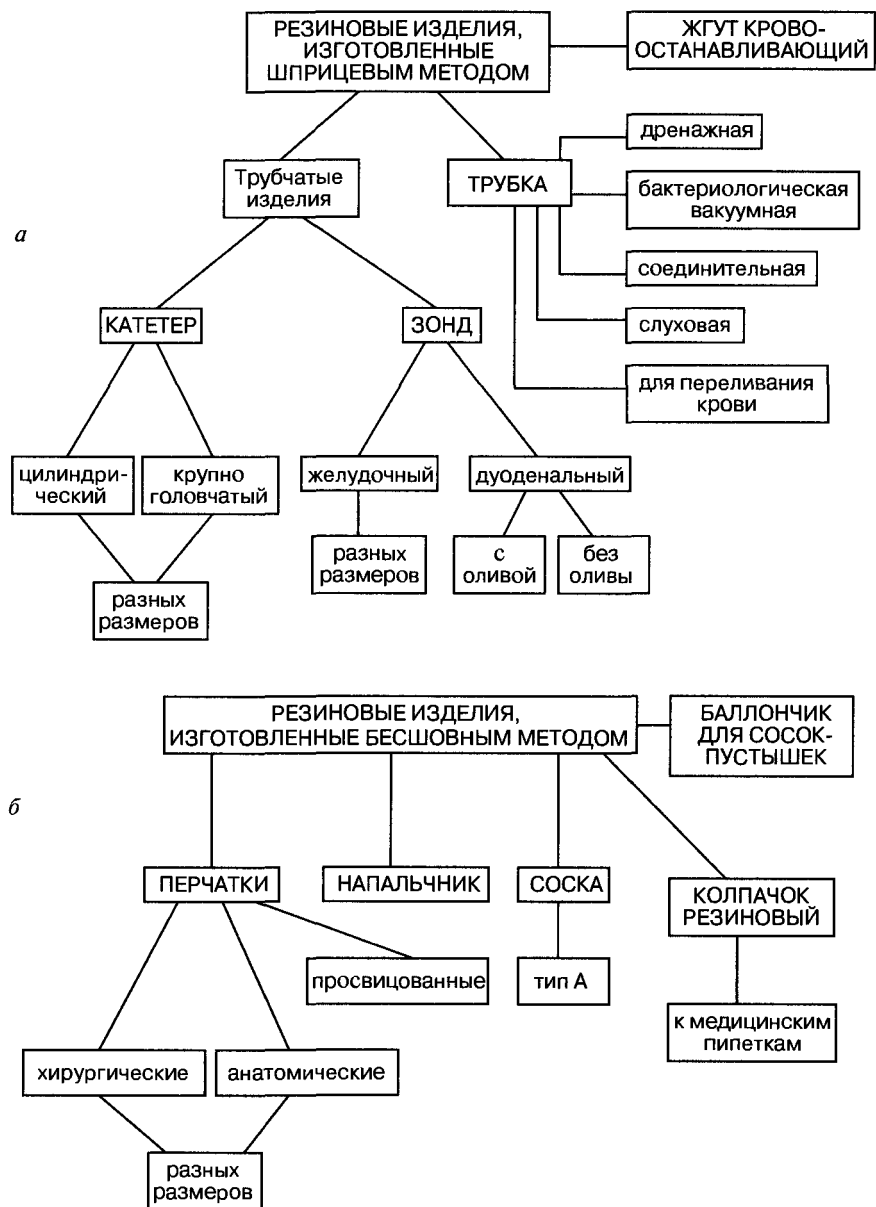 РЕЗИНОВЫЕ ИЗДЕЛИЯ,
ИЗГОТОВЛЕННЫЕ
ШПРИЦЕВЫМ МЕТОДОМ
ЖГУТ КРОВО-
ОСТАНАВЛИВАЮЩИЙ
дренажная
Трубчатые
изделия
ТРУБКА
бактериологическая
вакуумная
а
соединительная
КАТЕТЕР
ЗОНД
слуховая
для переливания
крови
цилиндри-
ческий
крупно
головчатый
желудочный
дуоденальный
разных
размеров
с
оливой
без
оливы
разных
размеров
РЕЗИНОВЫЕ ИЗДЕЛИЯ,
ИЗГОТОВЛЕННЫЕ БЕСШОВНЫМ МЕТОДОМ
БАЛЛОНЧИК
ДЛЯ СОСОК-
ПУСТЫШЕК
б
ПЕРЧАТКИ
НАПАЛЬЧНИК
СОСКА
КОЛПАЧОК
РЕЗИНОВЫЙ
просвицованные
тип А
к медицинским
пипеткам
хирургические
анатомические
разных
размеров